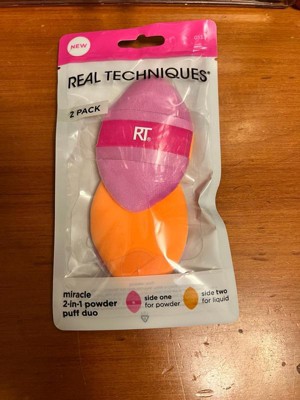 NEW
REAL TECHNIQUES®
2 PACK
RT®
miracle
2-in-1 powder
puff duo
side one
for powder
side two
for liquid